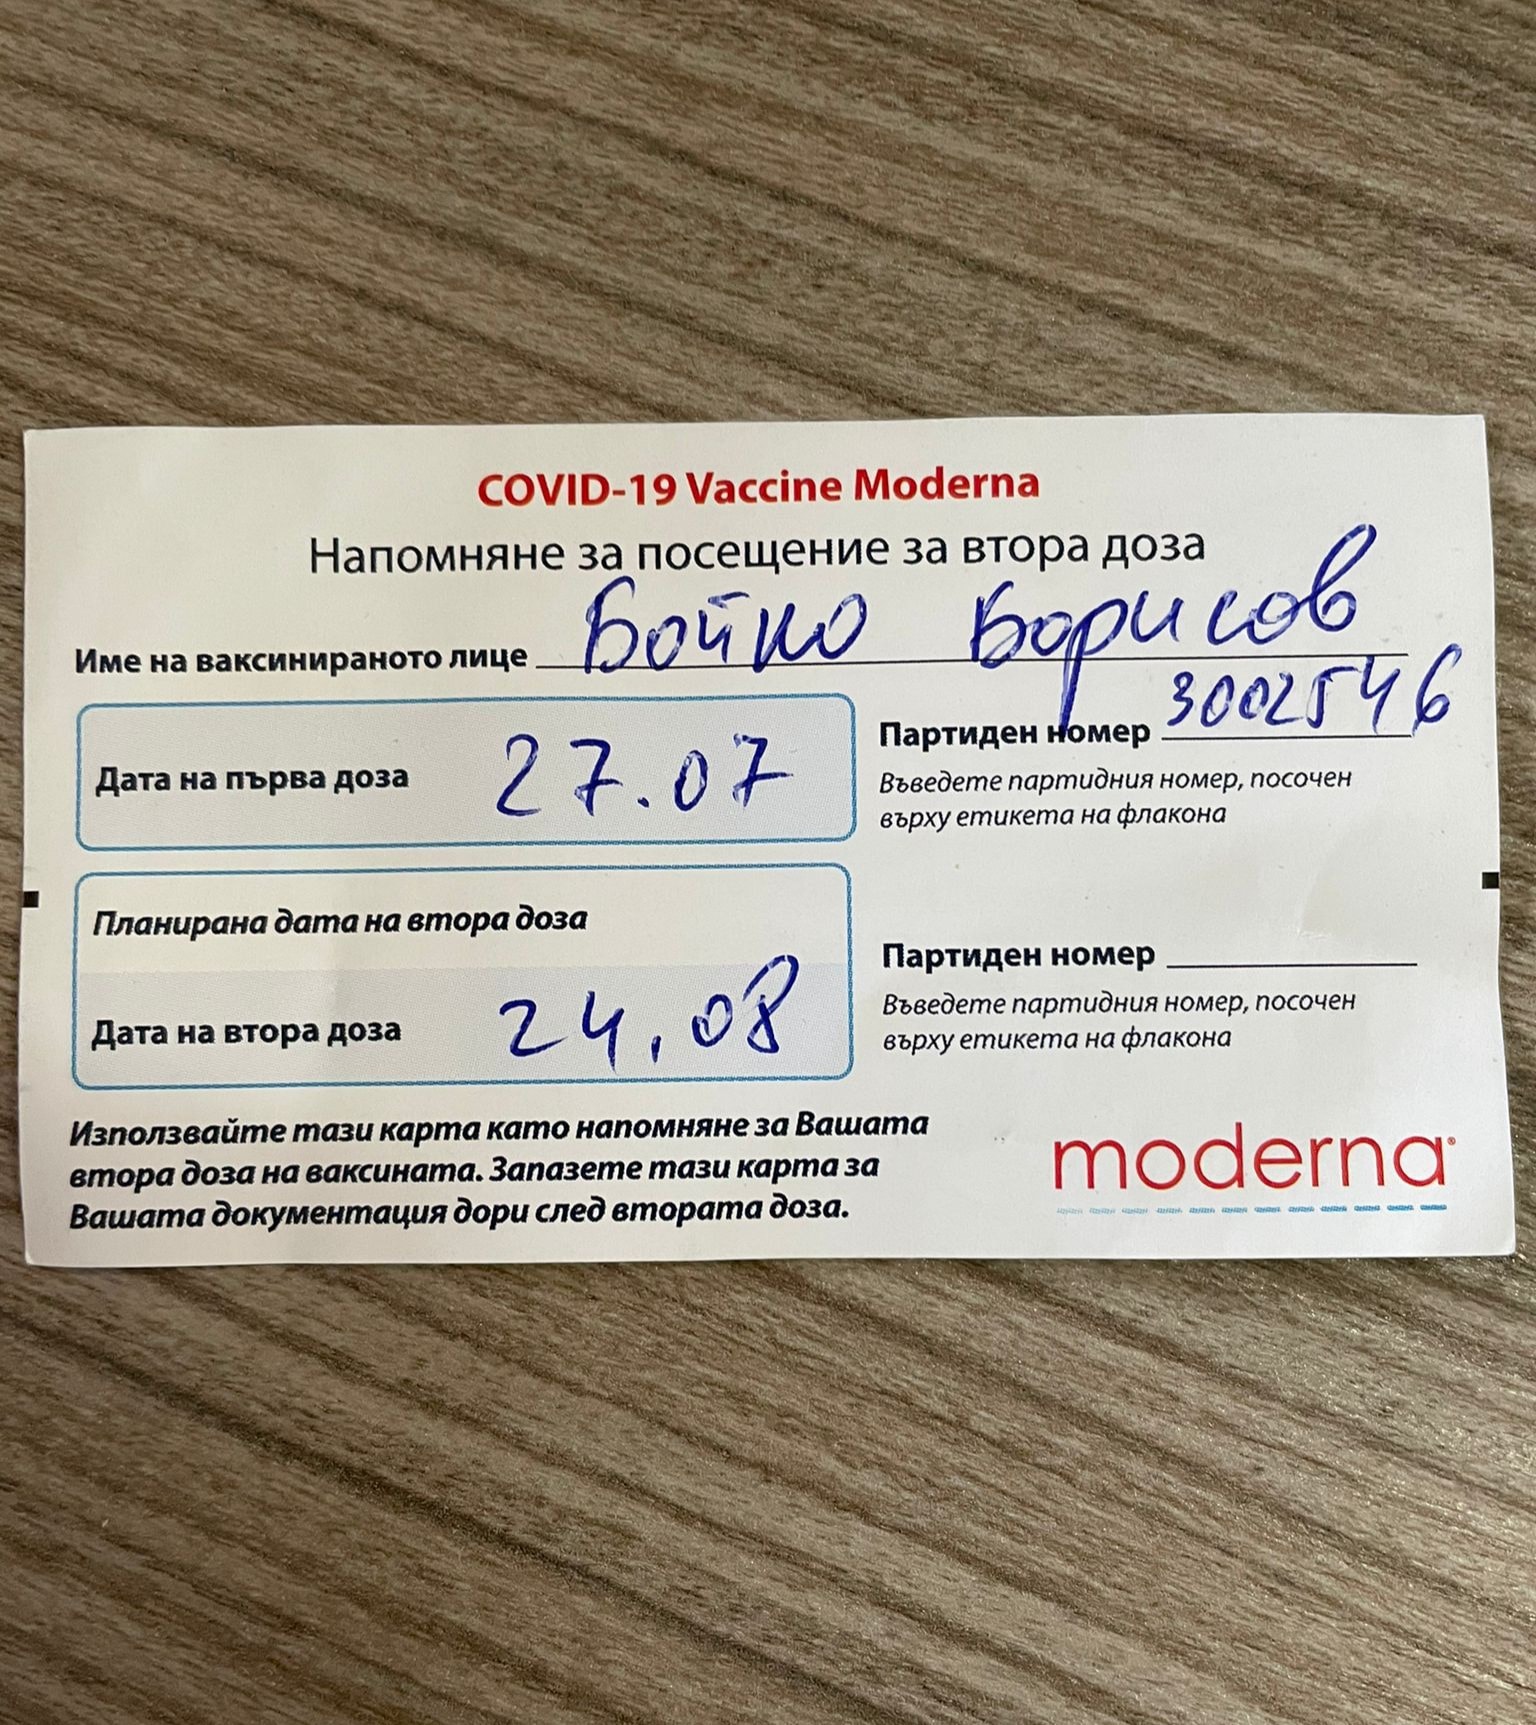 COVID-19 Vaccine Moderna
Напомняне за посещение за втора доза
Име на ваксинираното лице Бойко Борисов
Дата на първа доза 27.07
Партиден номер 3002546
Въведете партидния номер, посочен
върху етикета на флакона
Планирана дата на втора доза
Дата на втора доза 24.08
Партиден номер
Въведете партидния номер, посочен
върху етикета на флакона
Използвайте тази карта като напомняне за Вашата
втора доза на ваксината. Запазете тази карта за
Вашата документация дори след втората доза.
moderna